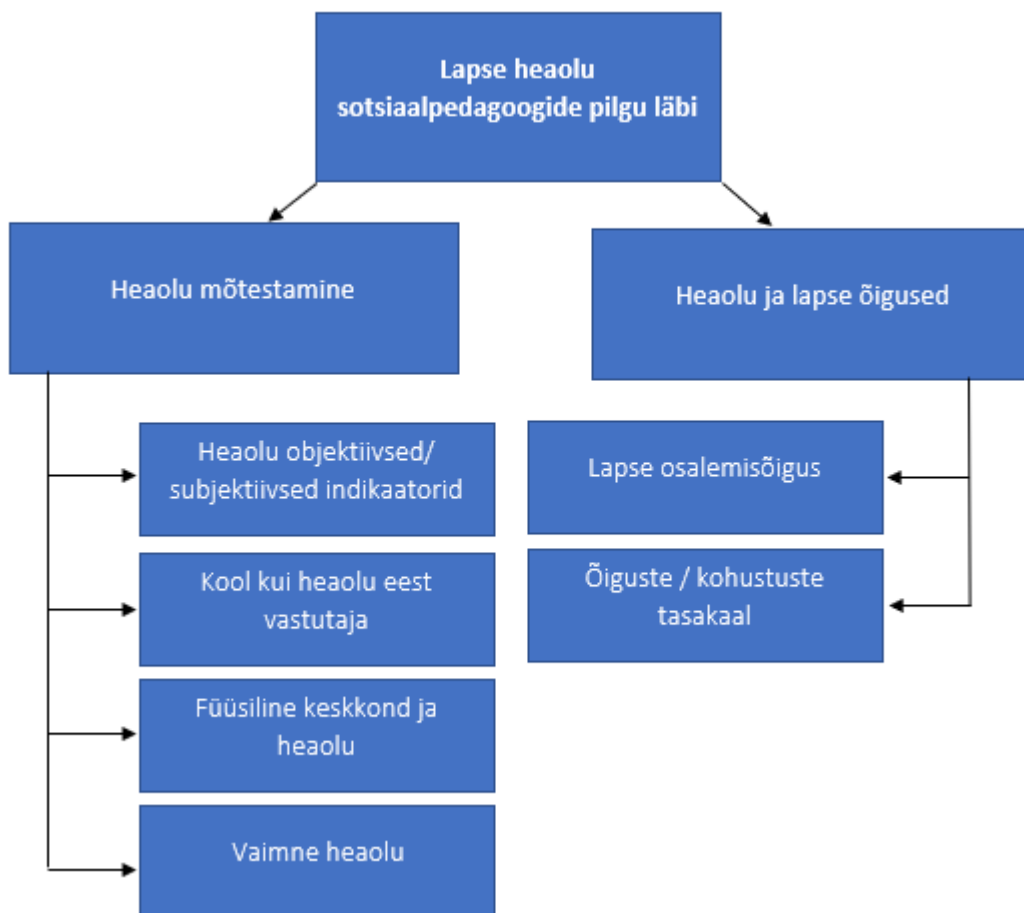 Lapse heaolu
sotsiaalpedagoogide pilgu läbi
Heaolu mõtestamine
Heaolu ja lapse õigused
Heaolu objektiivsed/
subjektiivsed indikaatorid
Kool kui heaolu eest
vastutaja
Füüsiline keskkond ja
heaolu
Vaimne heaolu
Lapse osalemisõigus
Õiguste / kohustuste
tasakaal